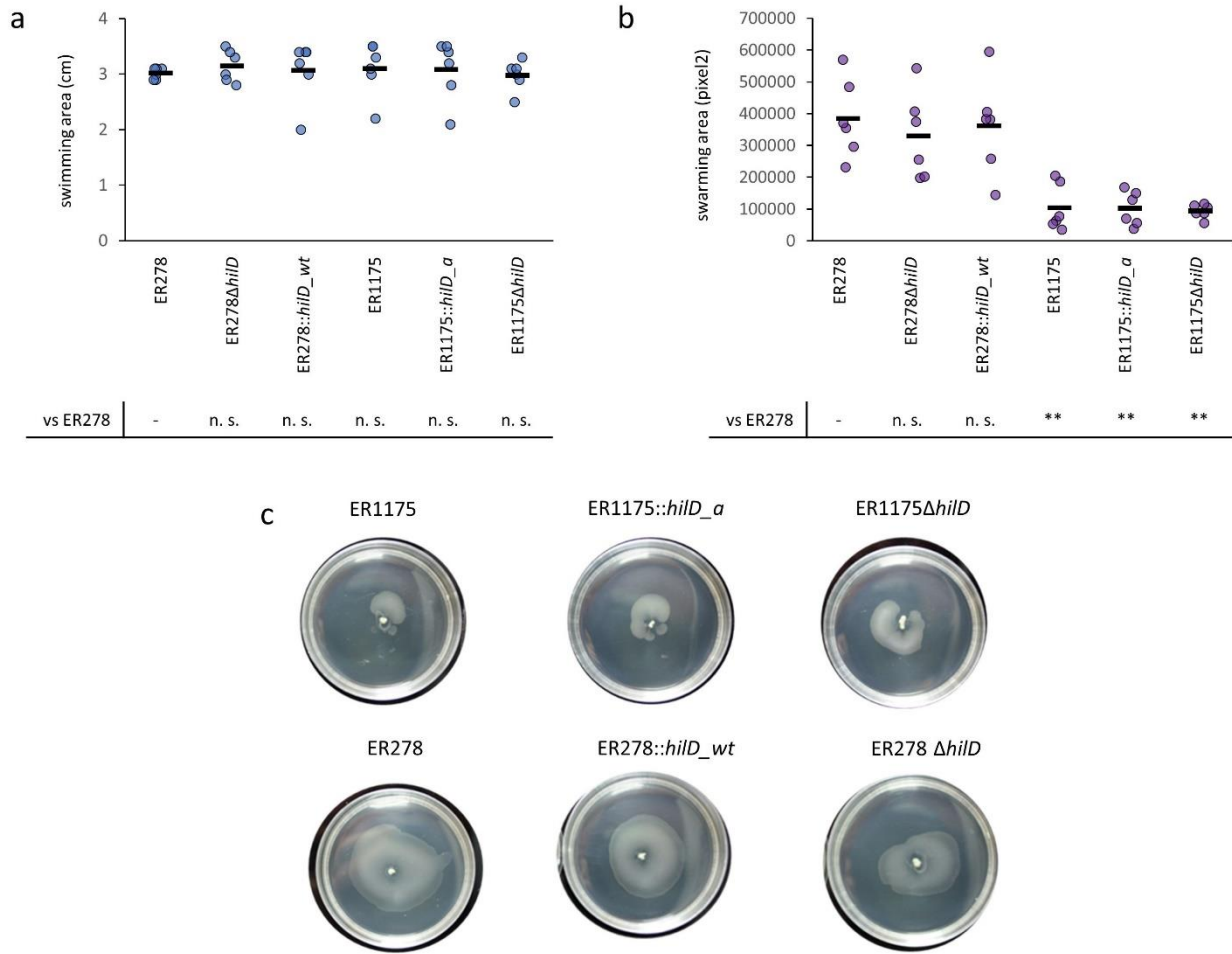 a
swimming area (cm)
4
3
2
1
0
ER278
ER278ΔhilD
ER278::hilD_wt
ER1175
ER1175::hilD_a
ER1175ΔhilD
vs ER278 - n. s. n. s. n. s. n. s. n. s.
b
swarming area (pixel2)
700000
600000
500000
400000
300000
200000
100000
0
ER278
ER278ΔhilD
ER278::hilD_wt
ER1175
ER1175::hilD_a
ER1175ΔhilD
vs ER278 - n. s. n. s. ** ** **
c
ER1175 ER1175::hilD_a ER1175ΔhilD
ER278 ER278::hilD_wt ER278 ΔhilD